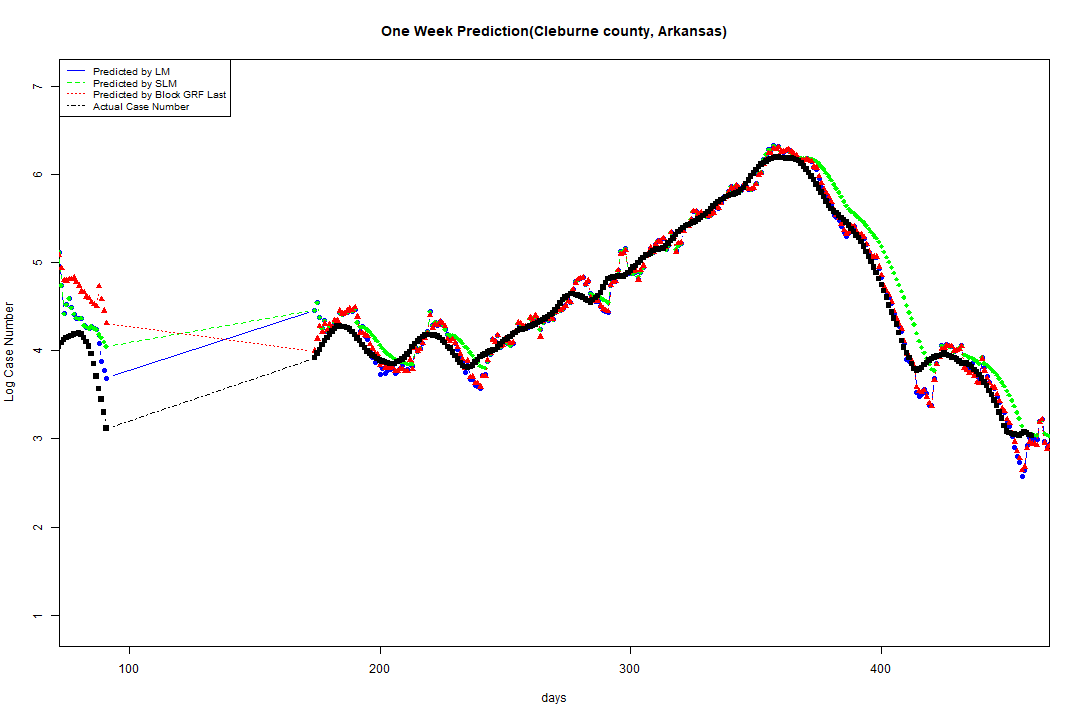 One Week Prediction(Cleburne county, Arkansas)
Predicted by LM
Predicted by SLM
Predicted by Block GRF Last
Actual Case Number
Log Case Number
7
6
5
4
3
2
1
100 200 300 400
days